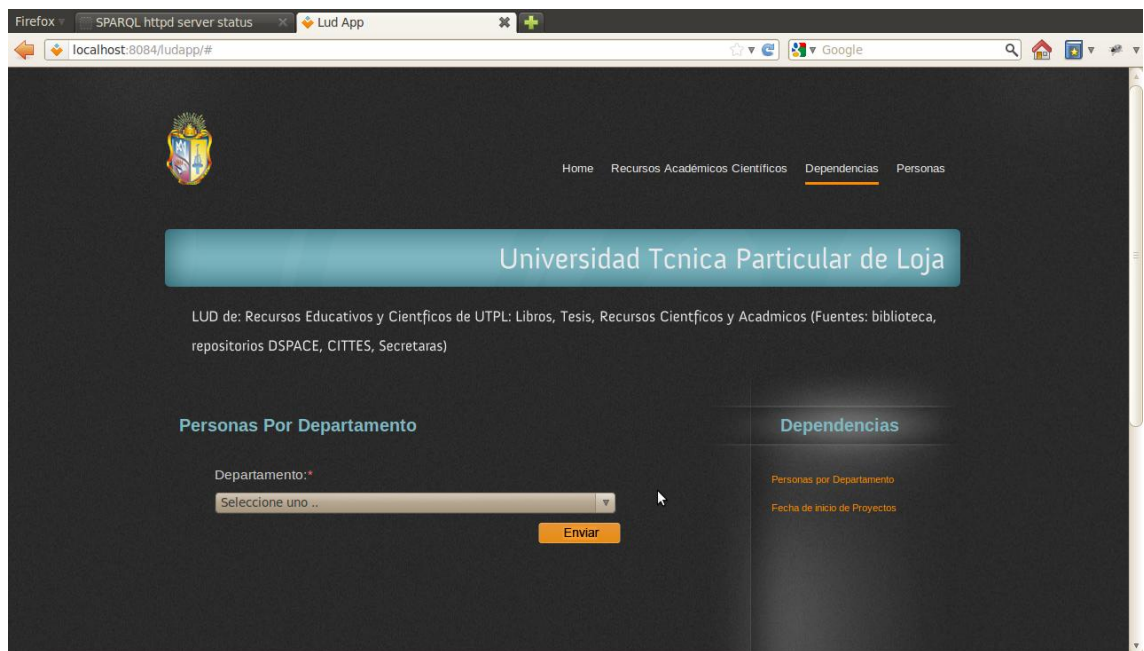 Firefox
SPARQL httpd server status
Lud App
localhost:8084/ludapp/#
Google
Home Recursos Académicos Científicos Dependencias Personas
Universidad Tcnica Particular de Loja
LUD de: Recursos Educativos y Cientficos de UTPL: Libros, Tesis, Recursos Cientficos y Acadmicos (Fuentes: biblioteca,
repositorios DSPACE, CITTES, Secretaras)
Personas Por Departamento
Dependencias
Departamento:*
Seleccione uno ..
Enviar
Personas por Departamento
Fecha de inicio de Proyectos